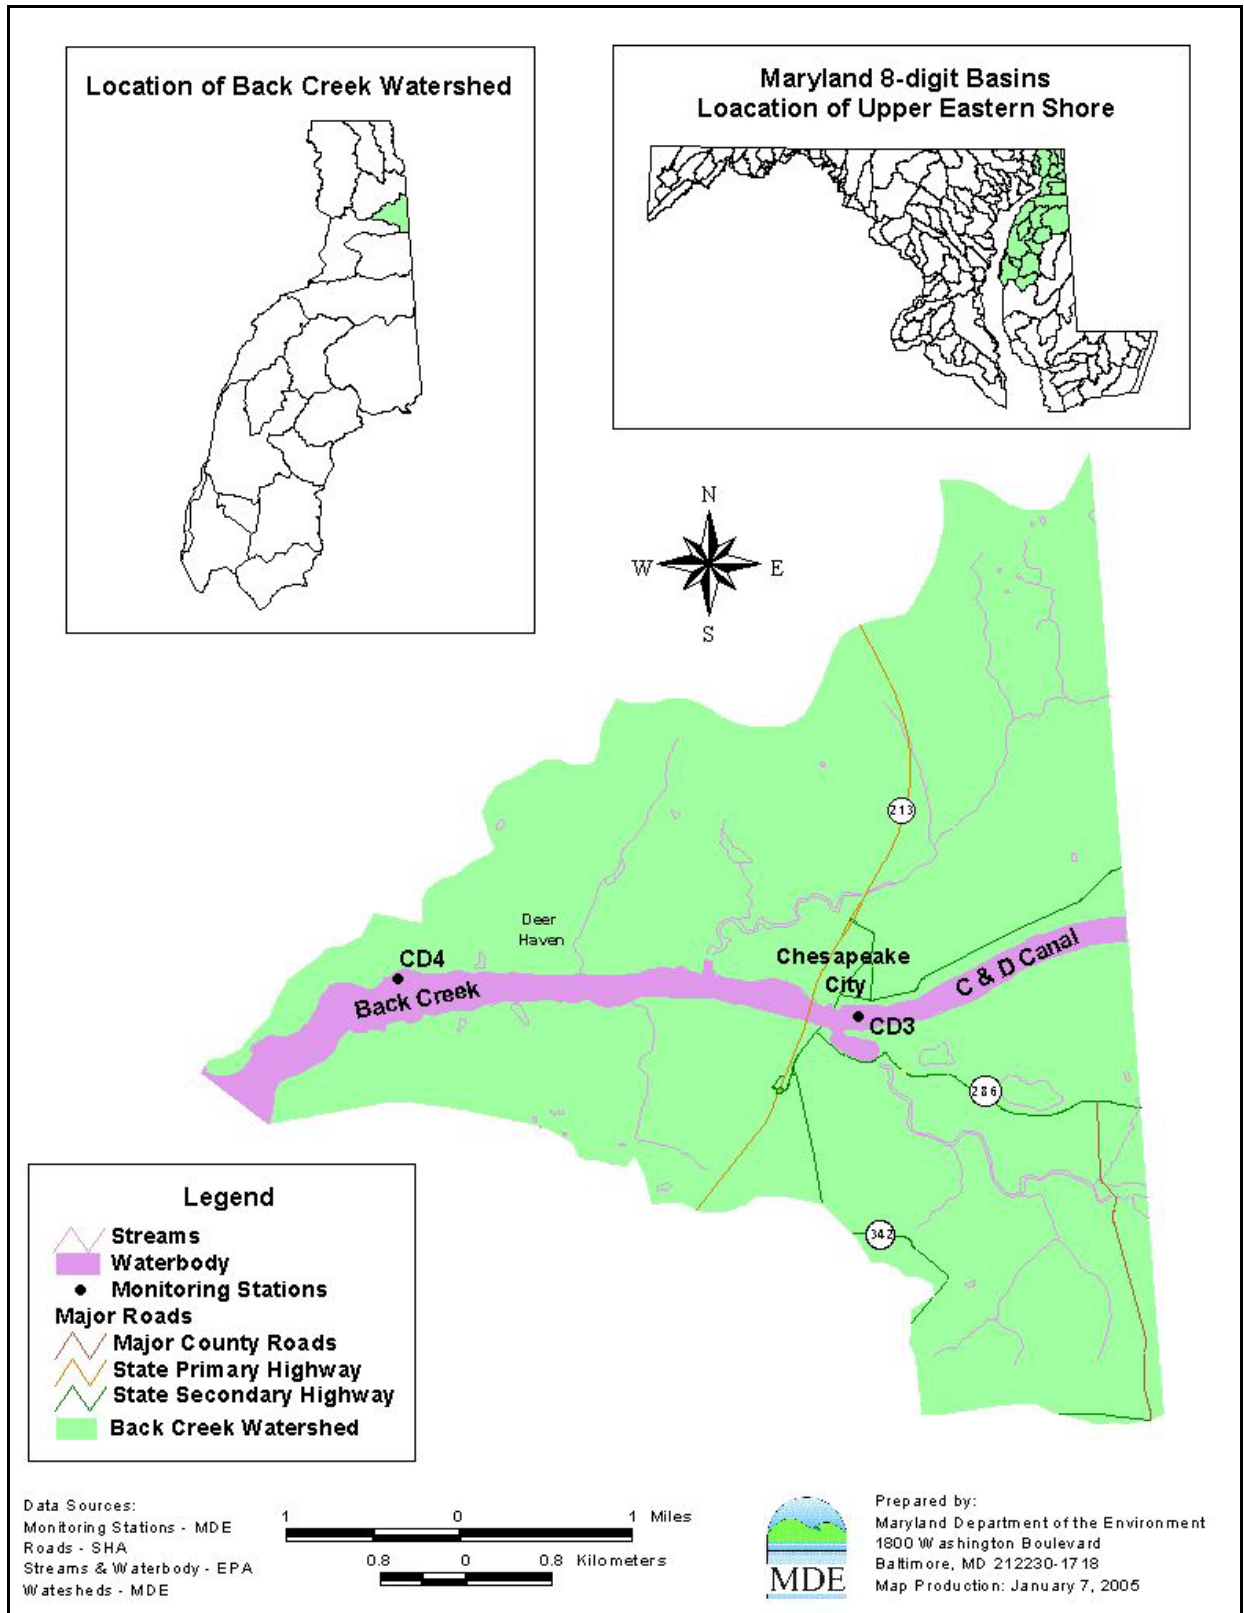 Location of Back Creek Watershed
Maryland 8-digit Basins
Loacation of Upper Eastern Shore
N
W
E
S
213
Deer
Haven
CD4
Back Creek
Chesapeake
City
C & D Canal
CD3
286
342
Legend
Streams
Waterbody
Monitoring Stations
Major Roads
Major County Roads
State Primary Highway
State Secondary Highway
Back Creek Watershed
Data Sources:
Monitoring Stations - MDE
Roads - SHA
Streams & Waterbody - EPA
Watesheds - MDE
1 0 1 Miles
0.8 0 0.8 Kilometers
MDE
Prepared by:
Maryland Department of the Environment
1800 Washington Boulevard
Baltimore, MD 212230-1718
Map Production: January 7, 2005